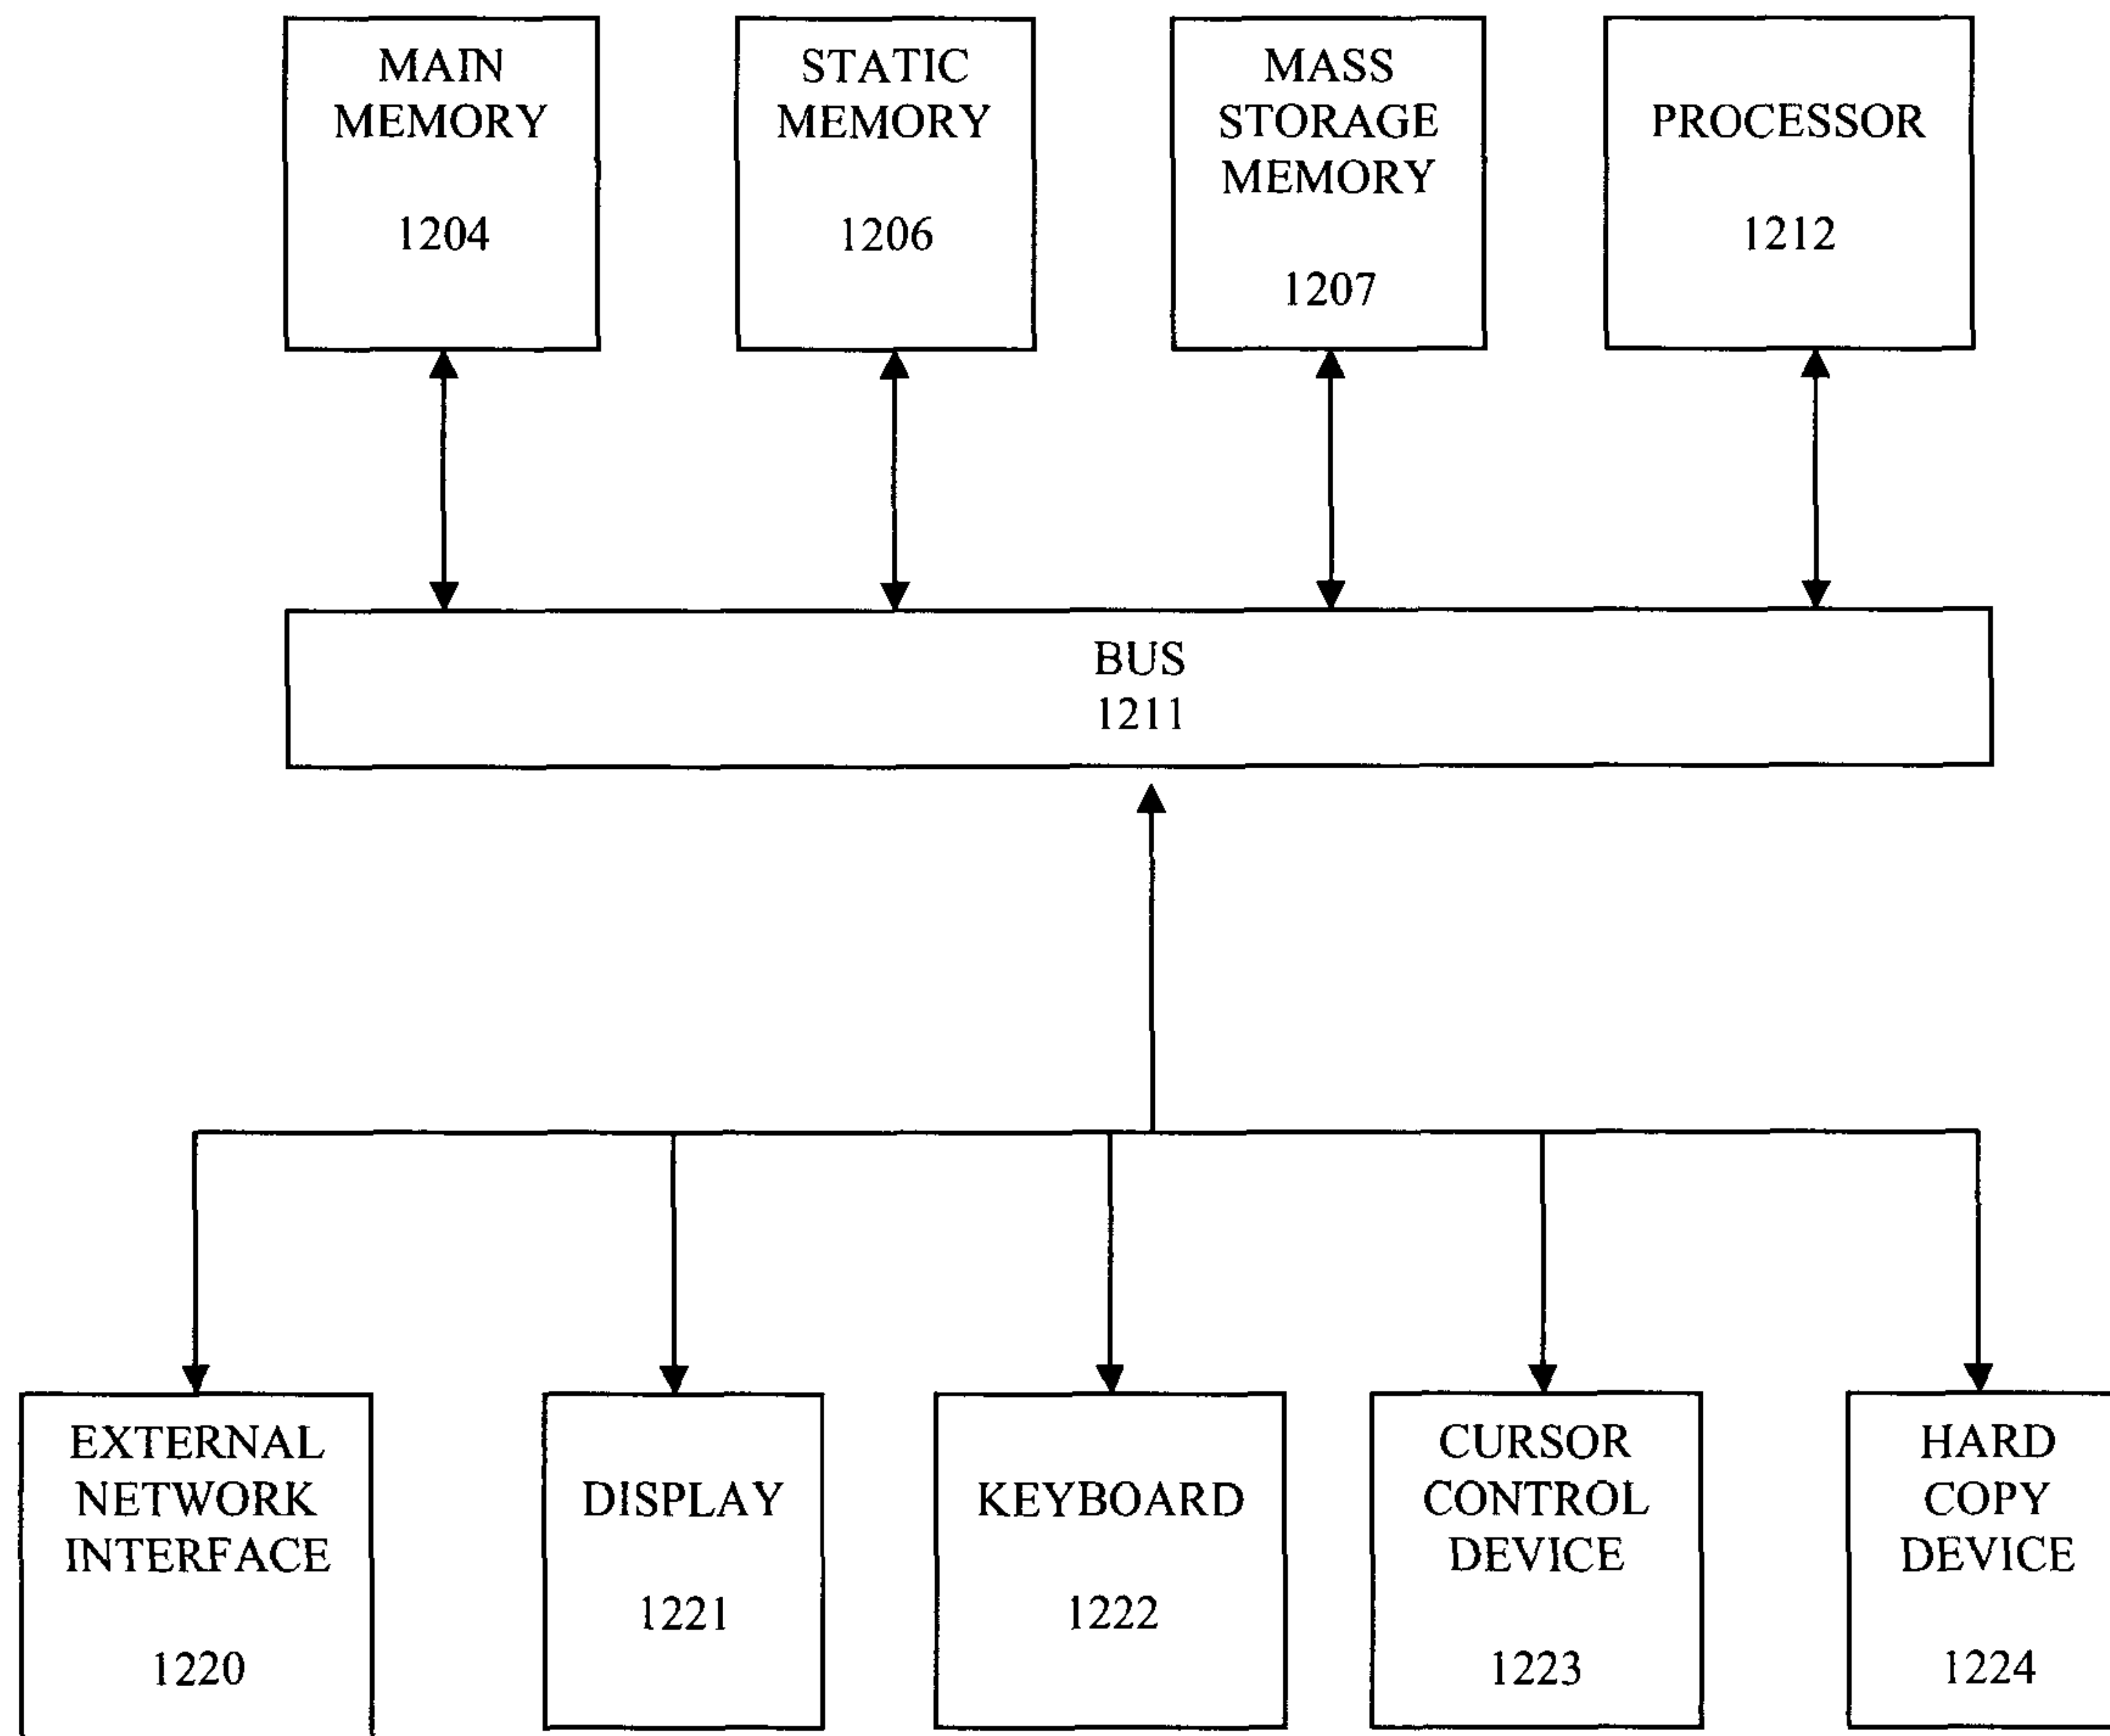 MAIN
MEMORY
1204
STATIC
MEMORY
1206
MASS
STORAGE
MEMORY
1207
PROCESSOR
1212
BUS
1211
EXTERNAL
NETWORK
INTERFACE
1220
DISPLAY
1221
KEYBOARD
1222
CURSOR
CONTROL
DEVICE
1223
HARD
COPY
DEVICE
1224